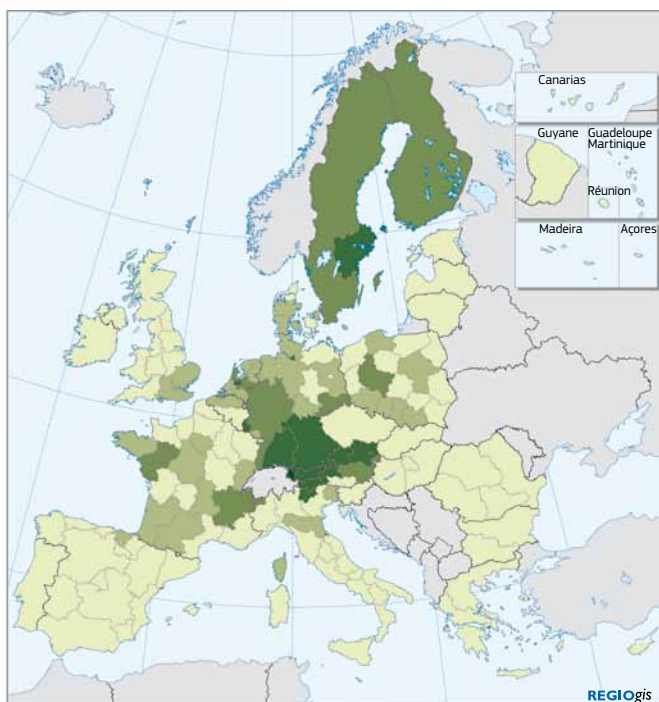 Canarias
Guyane
Guadeloupe
Martinique
Réunion
Madeira
Açores
REGIOgis